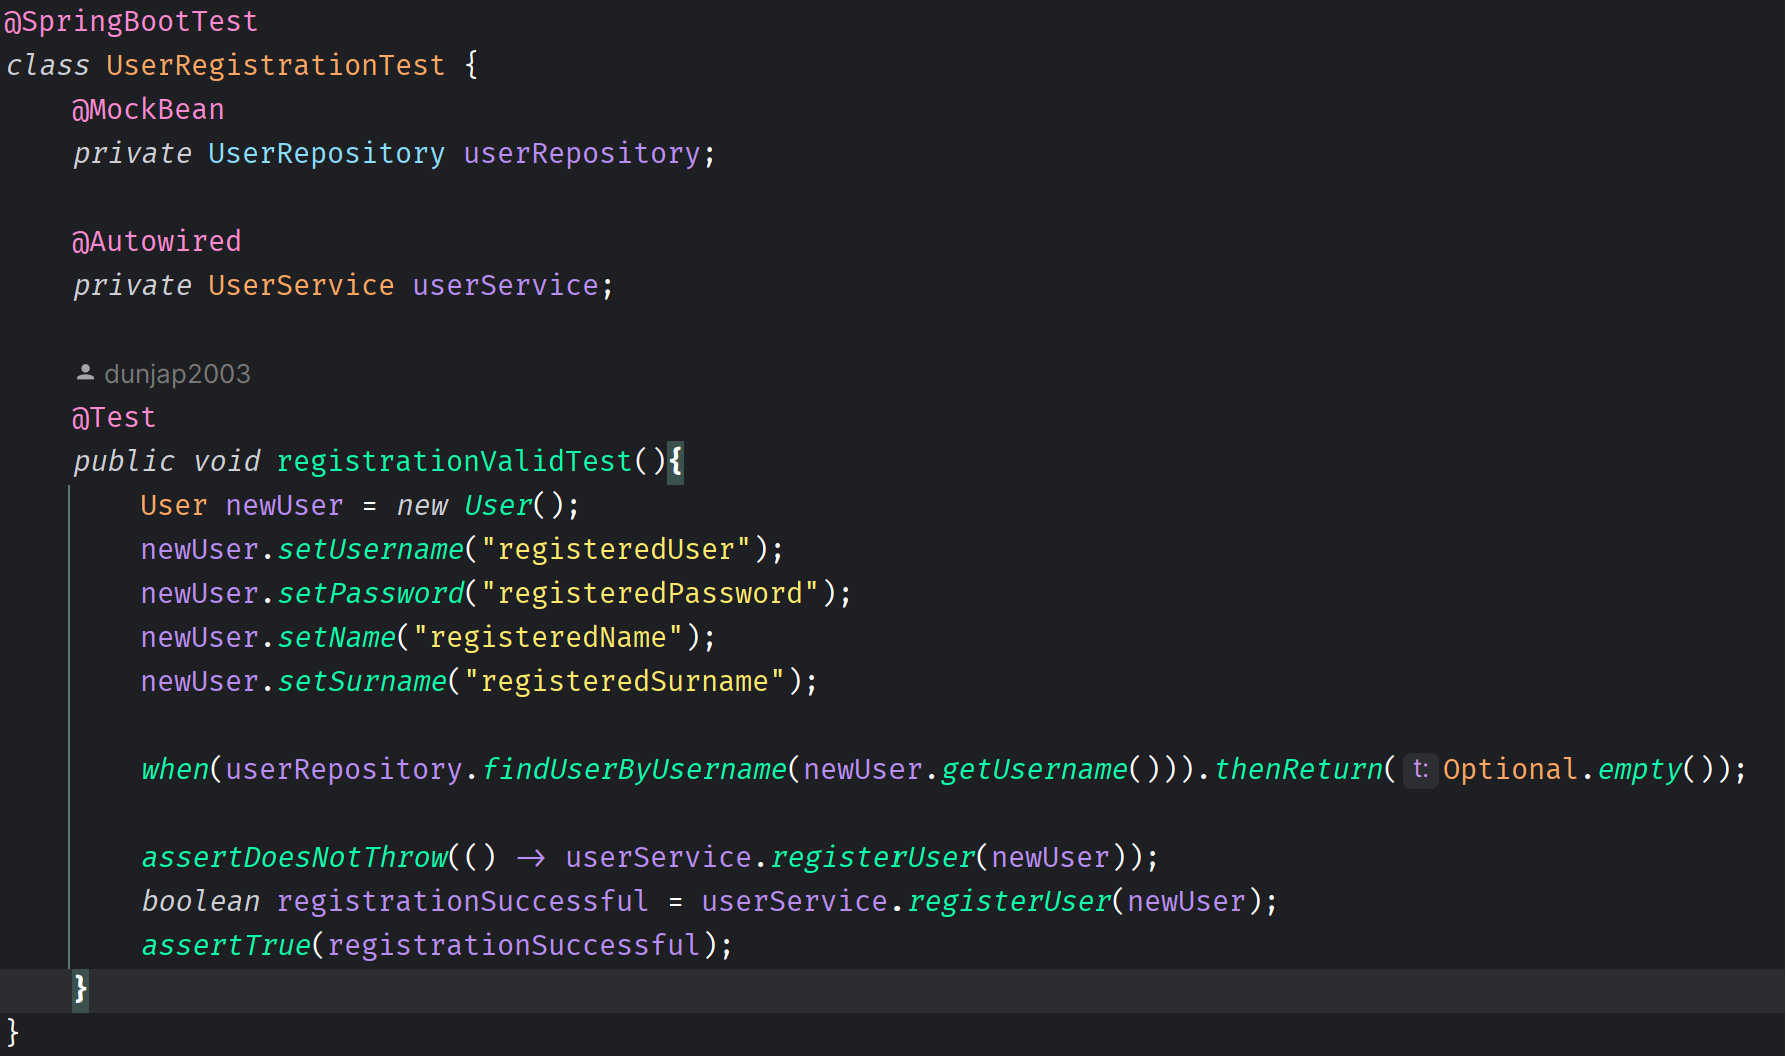 @SpringBootTest
class UserRegistrationTest {
    @MockBean
    private UserRepository userRepository;

    @Autowired
    private UserService userService;

    dunjap2003
    @Test
    public void registrationValidTest(){
        User newUser = new User();
        newUser.setUsername("registeredUser");
        newUser.setPassword("registeredPassword");
        newUser.setName("registeredName");
        newUser.setSurname("registeredSurname");

        when(userRepository.findUserByUsername(newUser.getUsername())).thenReturn( t: Optional.empty());

        assertDoesNotThrow(() -> userService.registerUser(newUser));
        boolean registrationSuccessful = userService.registerUser(newUser);
        assertTrue(registrationSuccessful);
    }
}